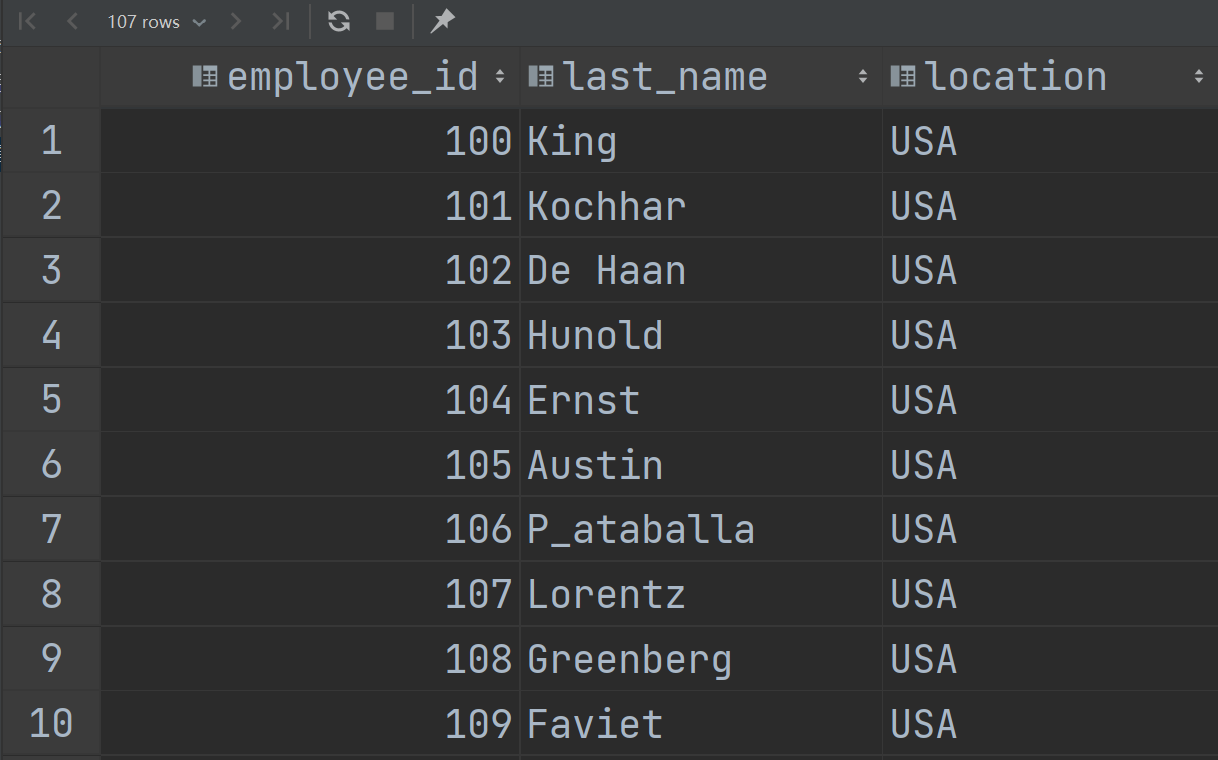 107 rows
employee_id last_name location
1 100 King USA
2 101 Kochhar USA
3 102 De Haan USA
4 103 Hunold USA
5 104 Ernst USA
6 105 Austin USA
7 106 P_ataballa USA
8 107 Lorentz USA
9 108 Greenberg USA
10 109 Faviet USA